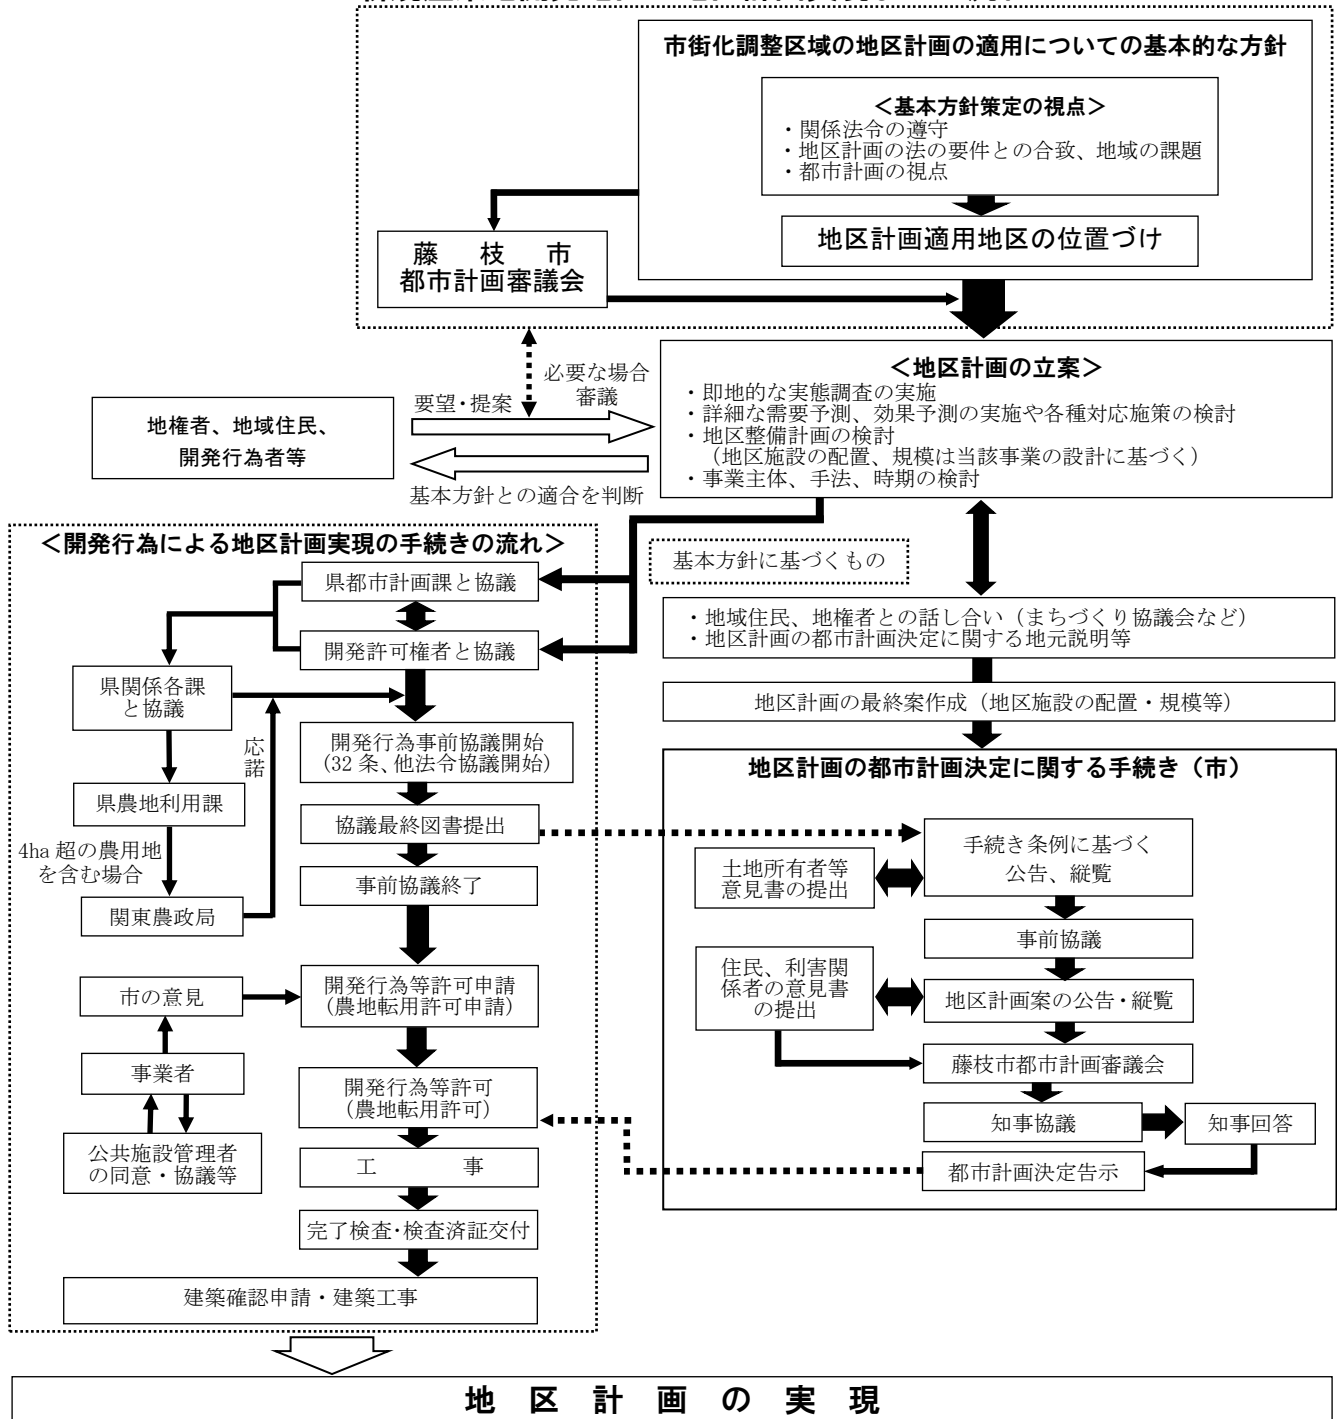 市街化調整区域の地区計画の適用についての基本的な方針
＜基本方針策定の視点＞
・関係法令の遵守
・地区計画の法の要件との合致、地域の課題
・都市計画の視点
地区計画適用地区の位置づけ
藤　枝　市
都市計画審議会
必要な場合
審議
要望・提案
地権者、地域住民、
開発行為者等
基本方針との適合を判断
＜地区計画の立案＞
・即地的な実態調査の実施
・詳細な需要予測、効果予測の実施や各種対応施策の検討
・地区整備計画の検討
（地区施設の配置、規模は当該事業の設計に基づく）
・事業主体、手法、時期の検討
基本方針に基づくもの
・地域住民、地権者との話し合い（まちづくり協議会など）
・地区計画の都市計画決定に関する地元説明等
地区計画の最終案作成（地区施設の配置・規模等）
＜開発行為による地区計画実現の手続きの流れ＞
県都市計画課と協議
開発許可権者と協議
県関係各課
と協議
応諾
開発行為事前協議開始
(32 条、他法令協議開始)
県農地利用課
協議最終図書提出
4ha 超の農用地
を含む場合
事前協議終了
関東農政局
市の意見
開発行為等許可申請
(農地転用許可申請)
事業者
開発行為等許可
(農地転用許可)
公共施設管理者
の同意・協議等
工　　事
完了検査・検査済証交付
建築確認申請・建築工事
地区計画の都市計画決定に関する手続き（市）
手続き条例に基づく
公告、縦覧
土地所有者等
意見書の提出
事前協議
住民、利害関
係者の意見書
の提出
地区計画案の公告・縦覧
藤枝市都市計画審議会
知事協議
知事回答
都市計画決定告示
地　区　計　画　の　実　現